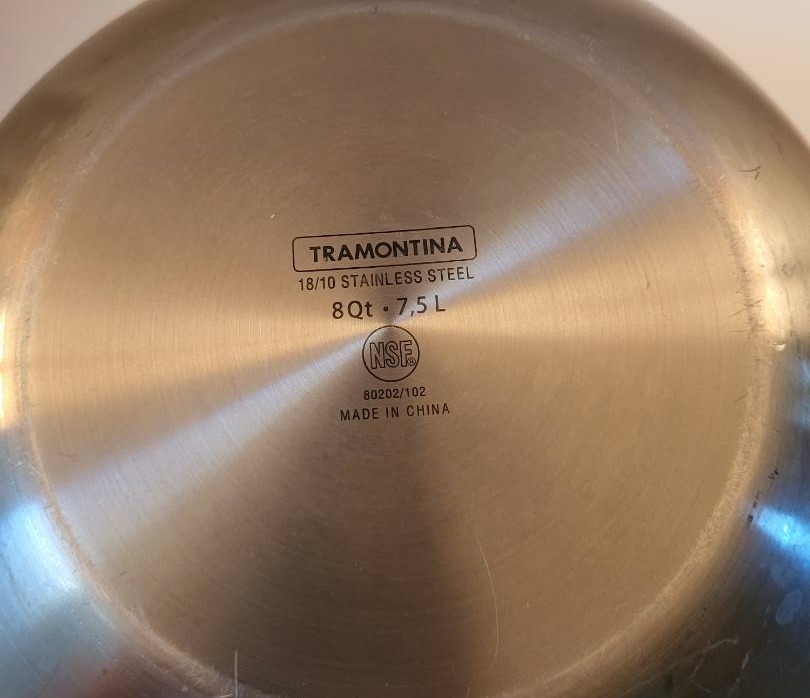 TRAMONTINA
18/10 STAINLESS STEEL
8Qt • 7,5 L
NSF®
80202/102
MADE IN CHINA